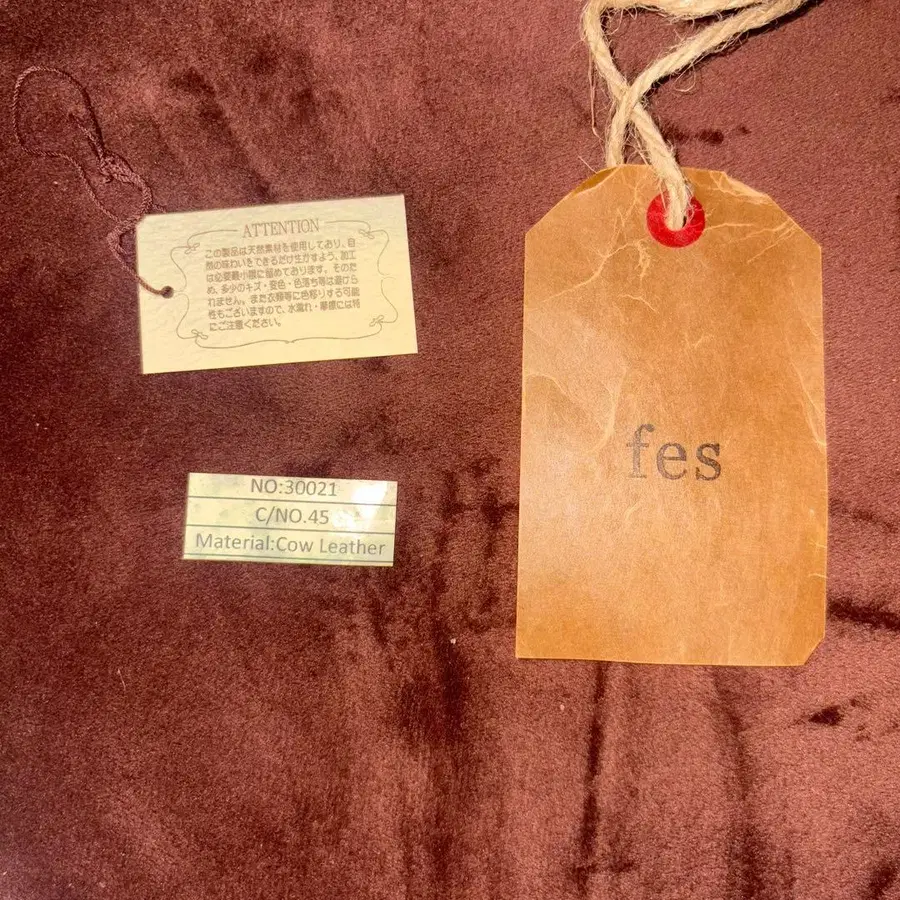 ATTENTION
この製品は天然素材を使用しており、自
然の味わいをできるだけ生かすよう、加工
は必要最小限に留めております。そのた
め、多少のキズ・変色・色落ち等は避けら
れません。また衣類等に色移りする可能
性もございますので、水濡れ・摩擦には特
にご注意ください。
NO:30021
C/NO.45
Material:Cow Leather
fes